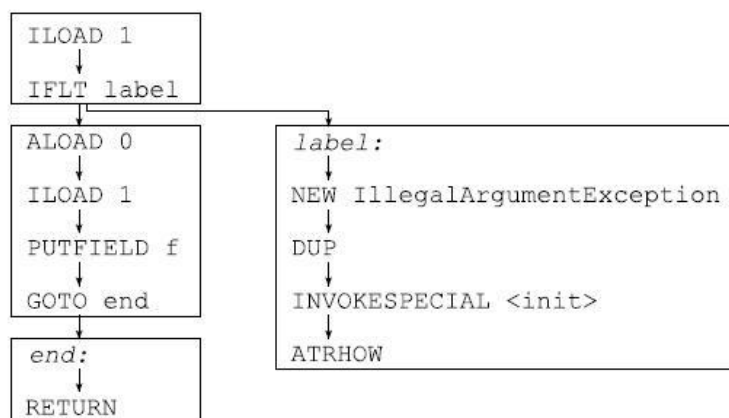 ILOAD 1
IFLT label
ALOAD 0
ILOAD 1
PUTFIELD f
GOTO end
end:
RETURN
label:
NEW IllegalArgumentException
DUP
INVOKESPECIAL <init>
ATRHOW